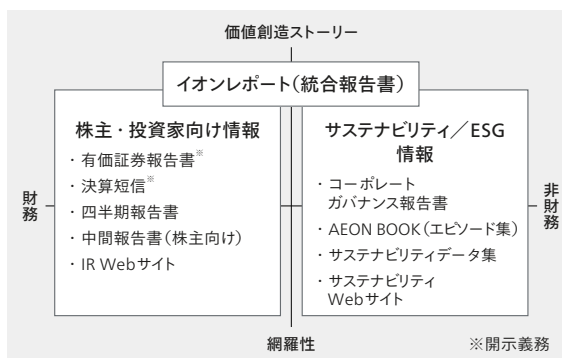 価値創造ストーリー
イオンレポート（統合報告書）
株主・投資家向け情報
・有価証券報告書※
・決算短信※
・四半期報告書
・中間報告書（株主向け）
・IR Webサイト
サステナビリティ／ESG
情報
・コーポレート
ガバナンス報告書
・AEON BOOK（エピソード集）
・サステナビリティデータ集
・サステナビリティ
Webサイト
財務
非財務
網羅性
※開示義務